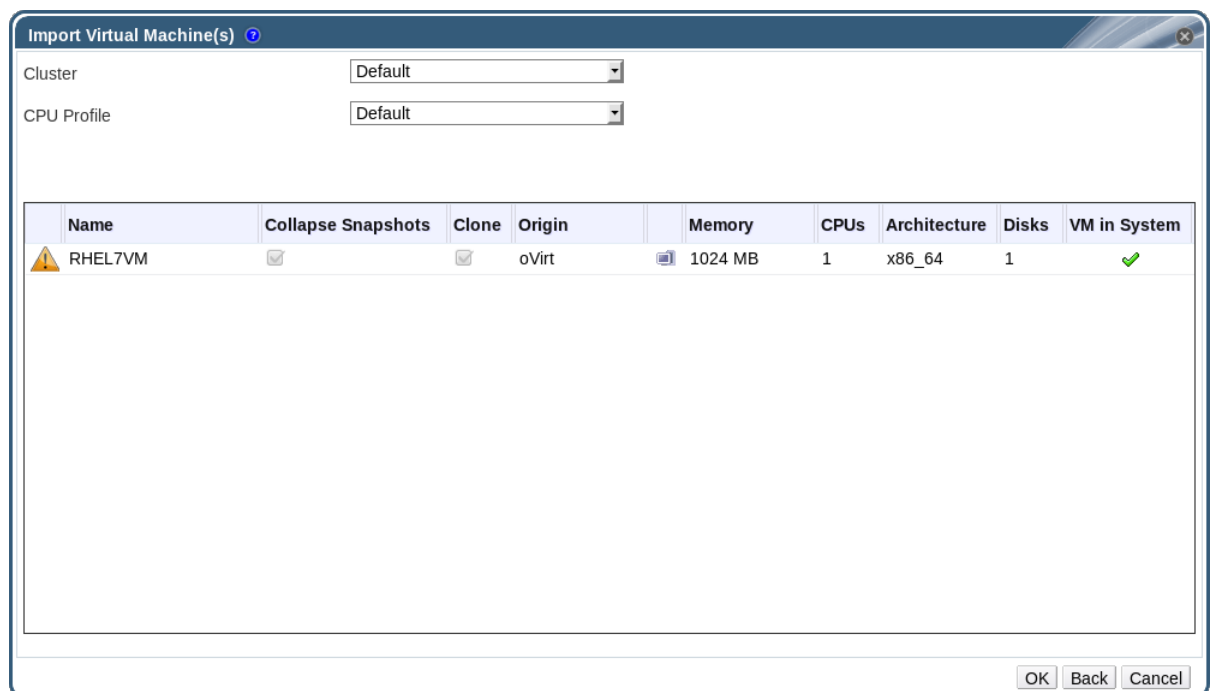 Import Virtual Machine(s) ?
Cluster Default
CPU Profile Default
Name Collapse Snapshots Clone Origin Memory CPUs Architecture Disks VM in System
RHEL7VM oVirt 1024 MB 1 x86_64 1
OK Back Cancel